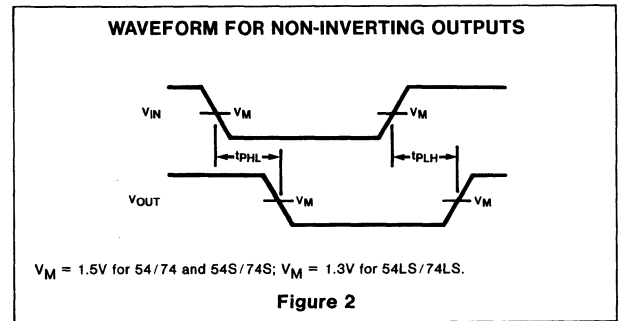 WAVEFORM FOR NON-INVERTING OUTPUTS
VIN
VM
VM
tPHL
tPLH
VOUT
VM
VM
VM = 1.5V for 54/74 and 54S/74S; VM = 1.3V for 54LS/74LS.
Figure 2